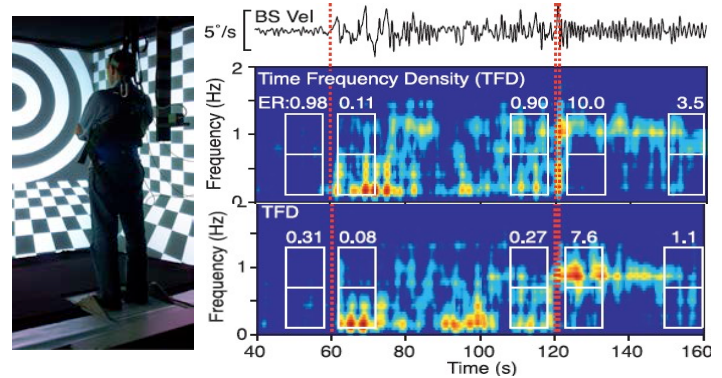 5°/s
BS Vel
2
Time Frequency Density (TFD)
ER:0.98 0.11 0.90 10.0 3.5
Frequency (Hz)
1
0
TFD
0.31 0.08 0.27 7.6 1.1
Frequency (Hz)
1
0
40 60 80 100 120 140 160
Time (s)